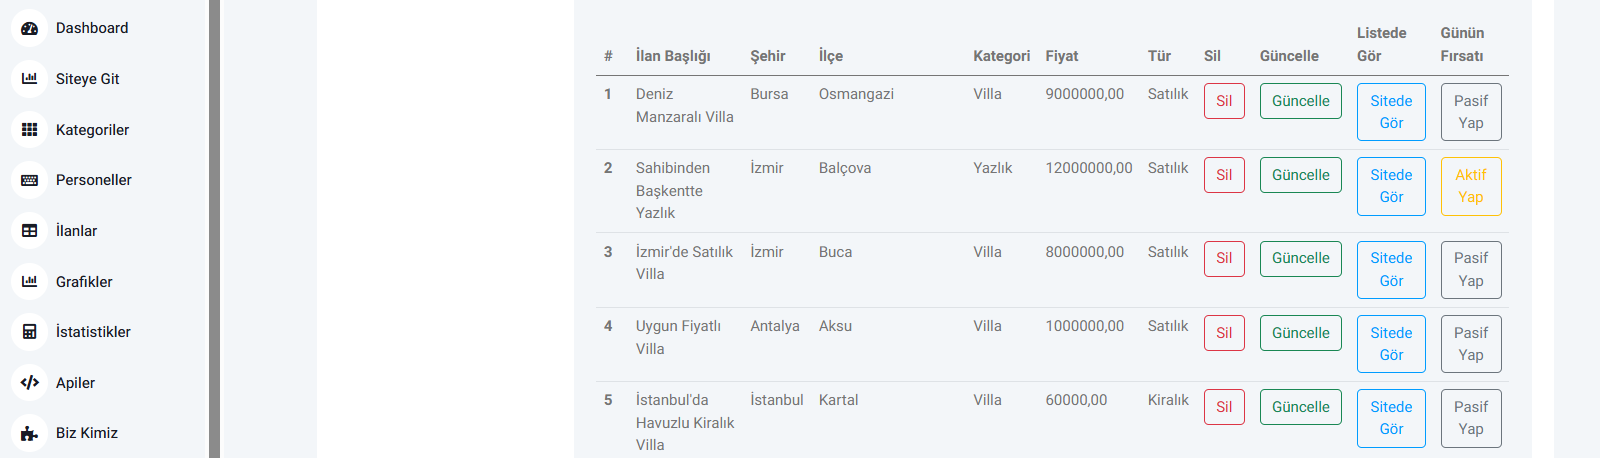 Dashboard
Siteye Git
Kategoriler
Personeller
İlanlar
Grafikler
İstatistikler
Apiler
Biz Kimiz
# İlan Başlığı Şehir İlçe Kategori Fiyat Tür Sil Güncelle Listede Gör Günün Fırsatı
1 Deniz Manzaralı Villa Bursa Osmangazi Villa 9000000,00 Satılık Sil Güncelle Sitede Gör Pasif Yap
2 Sahibinden Başkentte Yazlık İzmir Balçova Yazlık 12000000,00 Satılık Sil Güncelle Sitede Gör Aktif Yap
3 İzmir'de Satılık Villa İzmir Buca Villa 8000000,00 Satılık Sil Güncelle Sitede Gör Pasif Yap
4 Uygun Fiyatlı Villa Antalya Aksu Villa 1000000,00 Satılık Sil Güncelle Sitede Gör Pasif Yap
5 İstanbul'da Havuzlu Kiralık Villa İstanbul Kartal Villa 60000,00 Kiralık Sil Güncelle Sitede Gör Pasif Yap